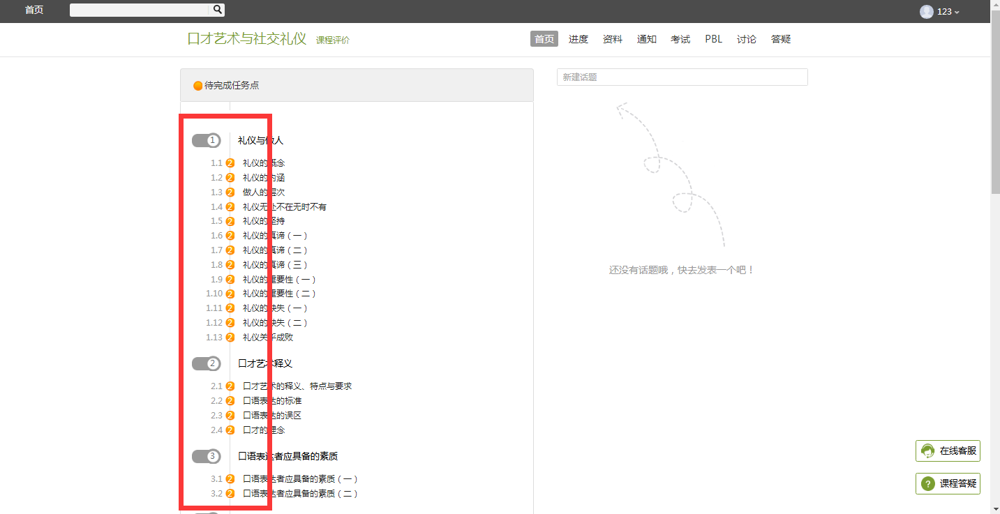 首页
123
口才艺术与社交礼仪 课程评价
首页 进度 资料 通知 考试 PBL 讨论 答疑
待完成任务点
新建话题
1 礼仪与做人
1.1 2 礼仪的概念
1.2 2 礼仪的内涵
1.3 2 做人的层次
1.4 2 礼仪无处不在无时不有
1.5 2 礼仪的坚持
1.6 2 礼仪的真谛（一）
1.7 2 礼仪的真谛（二）
1.8 2 礼仪的真谛（三）
1.9 2 礼仪的重要性（一）
1.10 2 礼仪的重要性（二）
1.11 2 礼仪的缺失（一）
1.12 2 礼仪的缺失（二）
1.13 2 礼仪关乎成败
2 口才艺术释义
2.1 2 口才艺术的释义、特点与要求
2.2 2 口语表达的标准
2.3 2 口语表达的误区
2.4 2 口才的理念
3 口语表达者应具备的素质
3.1 2 口语表达者应具备的素质（一）
3.2 2 口语表达者应具备的素质（二）
还没有话题哦，快去发表一个吧！
在线客服
? 课程答疑